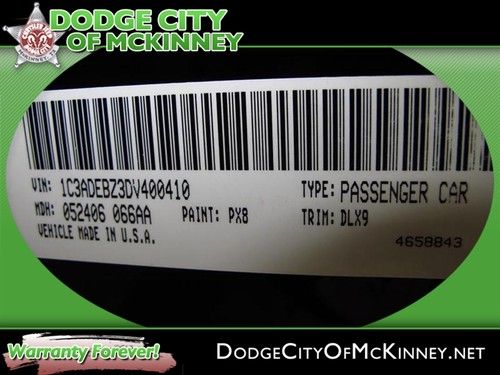 DODGE CITY
OF MCKINNEY
VIN: 1C3ADEBZ3DV400410
TYPE: PASSENGER CAR
MDH: 052406 066AA PAINT: PX8 TRIM: DLX9
VEHICLE MADE IN U.S.A.
4658843
Warranty Forever!
DODGECITYOFMCKINNEY.NET